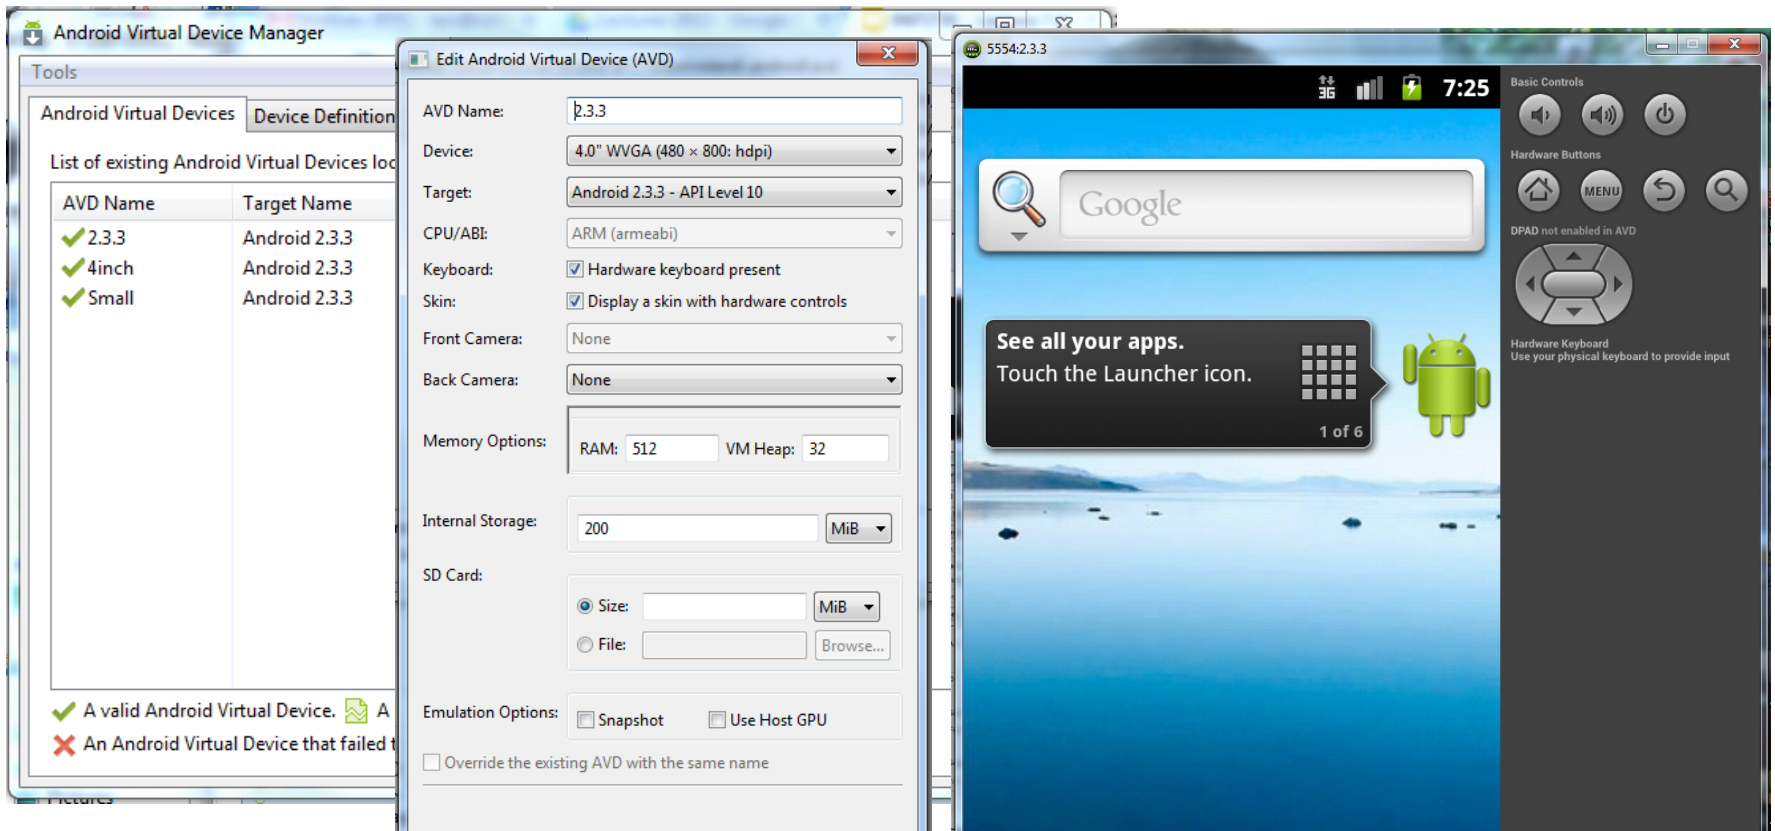 Android Virtual Device Manager
Tools
Android Virtual Devices
Device Definition
List of existing Android Virtual Devices loc
AVD Name
Target Name
2.3.3
Android 2.3.3
4inch
Android 2.3.3
Small
Android 2.3.3
A valid Android Virtual Device.
A
An Android Virtual Device that failed t
Pictures
Edit Android Virtual Device (AVD)
AVD Name:
2.3.3
Device:
4.0" WVGA (480 × 800: hdpi)
Target:
Android 2.3.3 - API Level 10
CPU/ABI:
ARM (armeabi)
Keyboard:
Hardware keyboard present
Skin:
Display a skin with hardware controls
Front Camera:
None
Back Camera:
None
Memory Options:
RAM: 512
VM Heap: 32
Internal Storage:
200
MiB
SD Card:
Size:
MiB
File:
Browse...
Emulation Options:
Snapshot
Use Host GPU
Override the existing AVD with the same name
5554:2.3.3
3G
7:25
Google
See all your apps.
Touch the Launcher icon.
1 of 6
Basic Controls
Hardware Buttons
MENU
DPAD not enabled in AVD
Hardware Keyboard
Use your physical keyboard to provide input